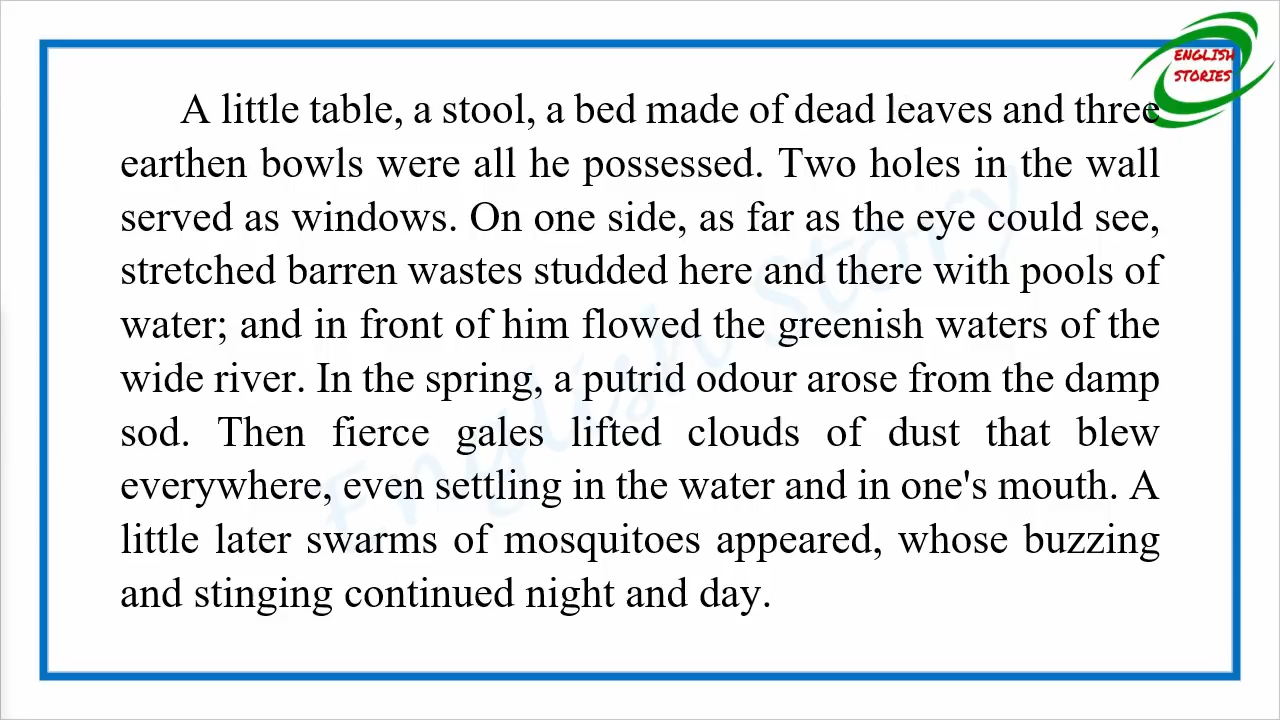 ENGLISH
STORIES
A little table, a stool, a bed made of dead leaves and three
earthen bowls were all he possessed. Two holes in the wall
served as windows. On one side, as far as the eye could see,
stretched barren wastes studded here and there with pools of
water; and in front of him flowed the greenish waters of the
wide river. In the spring, a putrid odour arose from the damp
sod. Then fierce gales lifted clouds of dust that blew
everywhere, even settling in the water and in one's mouth. A
little later swarms of mosquitoes appeared, whose buzzing
and stinging continued night and day.
English Story